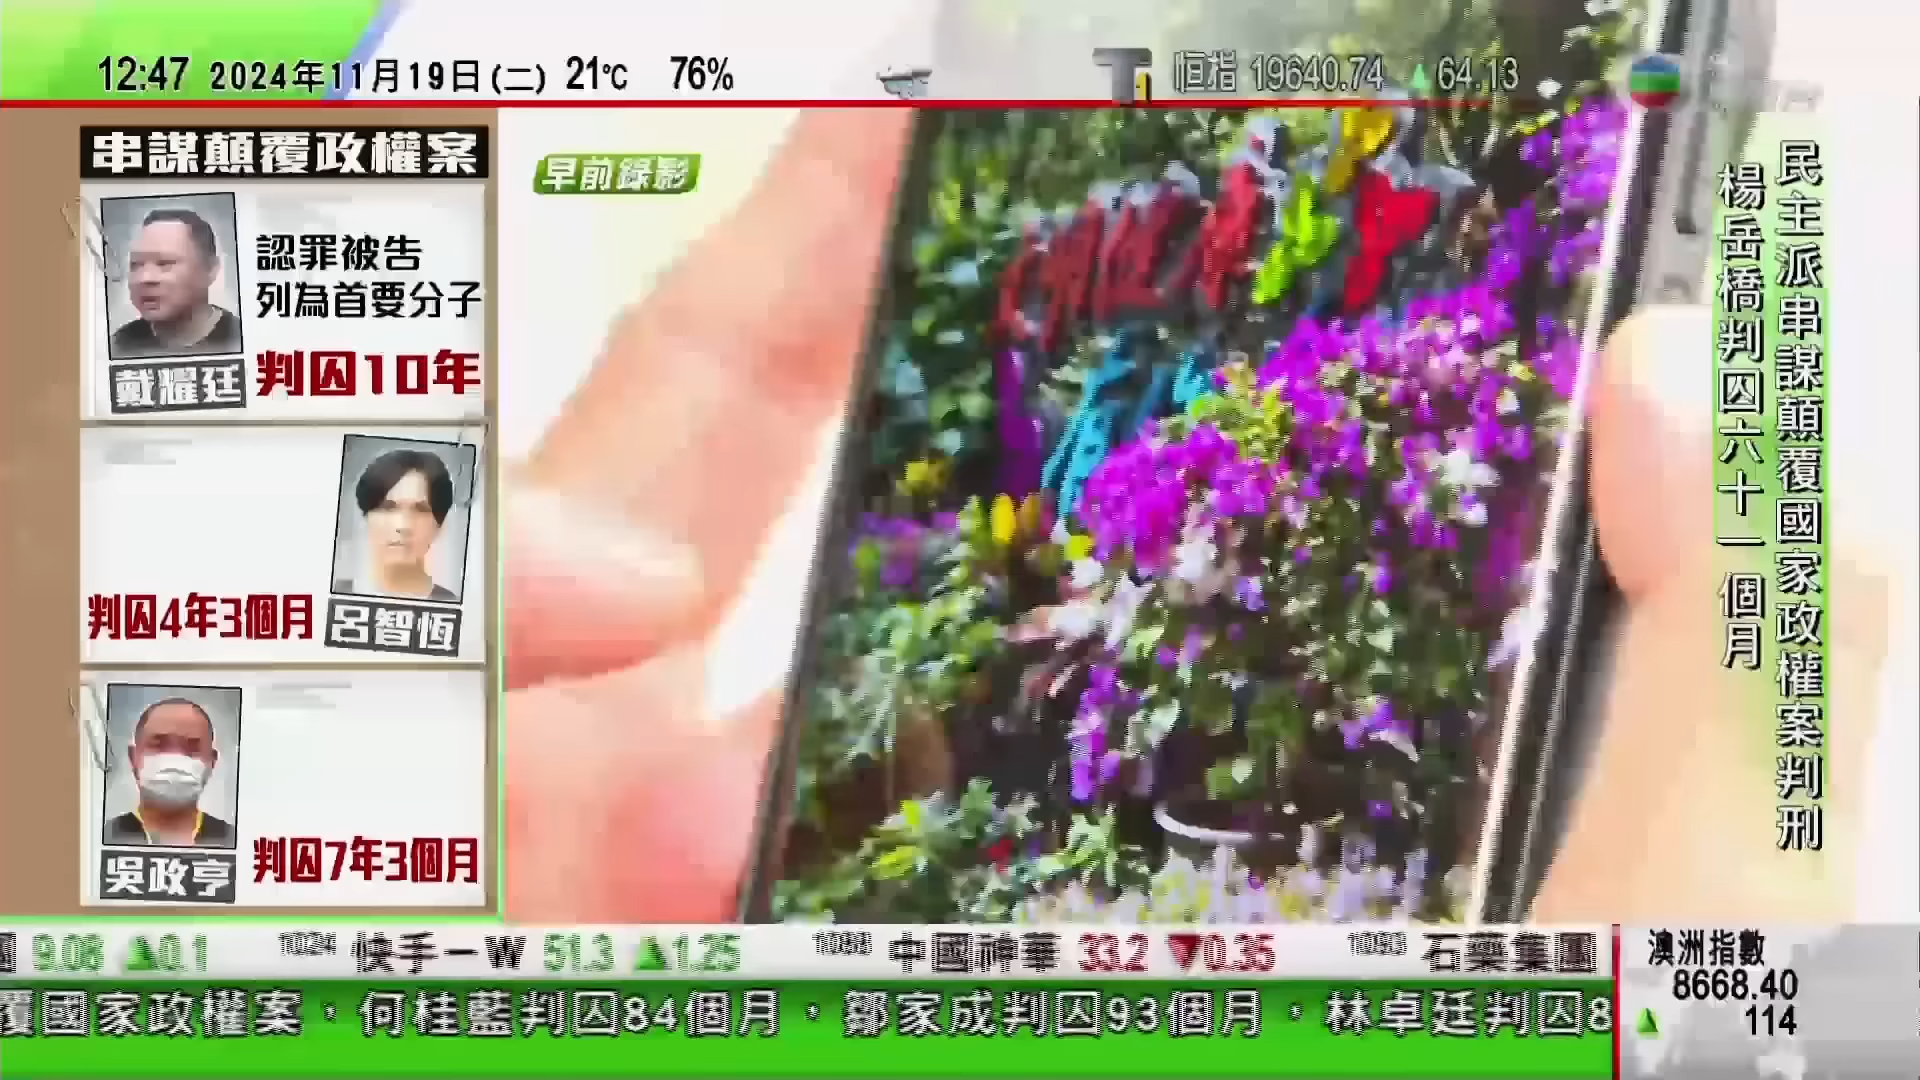 12:47 2024年11月19日(二) 21℃ 76%
恒指 19640.74 ▲64.13
串謀顛覆政權案
認罪被告
列為首要分子
判囚10年
戴耀廷
判囚4年3個月
呂智恆
吳政亨
判囚7年3個月
早前錄影
民主派串謀顛覆國家政權案判刑
楊岳橋判囚六十一個月
9.08 ▲0.1 1024 快手－W 51.3 ▲1.25 1088 中國神華 33.2 ▼0.35 1093 石藥集團
覆國家政權案，何桂藍判囚84個月，鄒家成判囚93個月，林卓廷判囚8
澳洲指數
8668.40
▲ 114